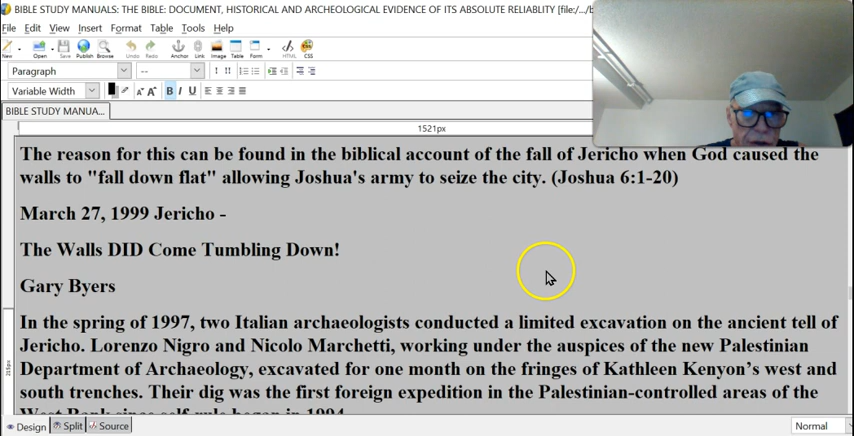 BIBLE STUDY MANUALS: THE BIBLE: DOCUMENT, HISTORICAL AND ARCHEOLOGICAL EVIDENCE OF ITS ABSOLUTE RELIABLITY [file:/.../b
File Edit View Insert Format Table Tools Help
New Open Save Publish Browse Undo Redo Anchor Link Image Table Form HTML CSS
Paragraph --
Variable Width A A B I U
BIBLE STUDY MANUA...
1521px
The reason for this can be found in the biblical account of the fall of Jericho when God caused the
walls to "fall down flat" allowing Joshua's army to seize the city. (Joshua 6:1-20)
March 27, 1999 Jericho -
The Walls DID Come Tumbling Down!
Gary Byers
In the spring of 1997, two Italian archaeologists conducted a limited excavation on the ancient tell of
Jericho. Lorenzo Nigro and Nicolo Marchetti, working under the auspices of the new Palestinian
Department of Archaeology, excavated for one month on the fringes of Kathleen Kenyon's west and
south trenches. Their dig was the first foreign expedition in the Palestinian-controlled areas of the
West Bank since self-rule began in 1994.
Design Split Source Normal